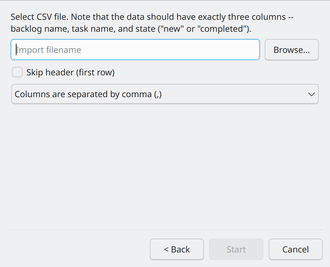 Select CSV file. Note that the data should have exactly three columns --
backlog name, task name, and state ("new" or "completed").
Import filename
Browse...
Skip header (first row)
Columns are separated by comma (,)
< Back
Start
Cancel